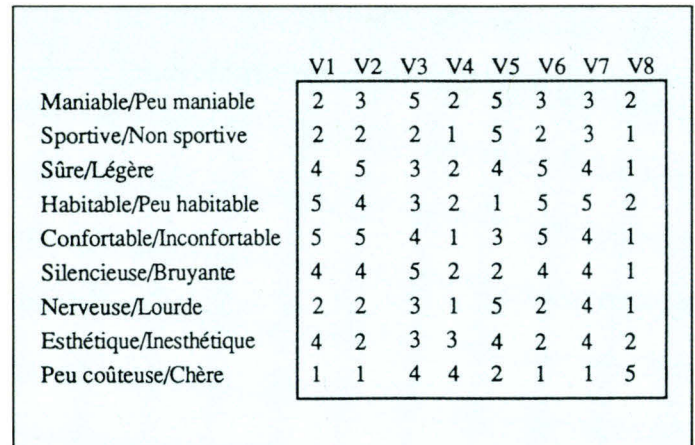 V1 V2 V3 V4 V5 V6 V7 V8
Maniable/Peu maniable 2 3 5 2 5 3 3 2
Sportive/Non sportive 2 2 2 1 5 2 3 1
Sûre/Légère 4 5 3 2 4 5 4 1
Habitable/Peu habitable 5 4 3 2 1 5 5 2
Confortable/Inconfortable 5 5 4 1 3 5 4 1
Silencieuse/Bruyante 4 4 5 2 2 4 4 1
Nerveuse/Lourde 2 2 3 1 5 2 4 1
Esthétique/Inesthétique 4 2 3 3 4 2 4 2
Peu coûteuse/Chère 1 1 4 4 2 1 1 5